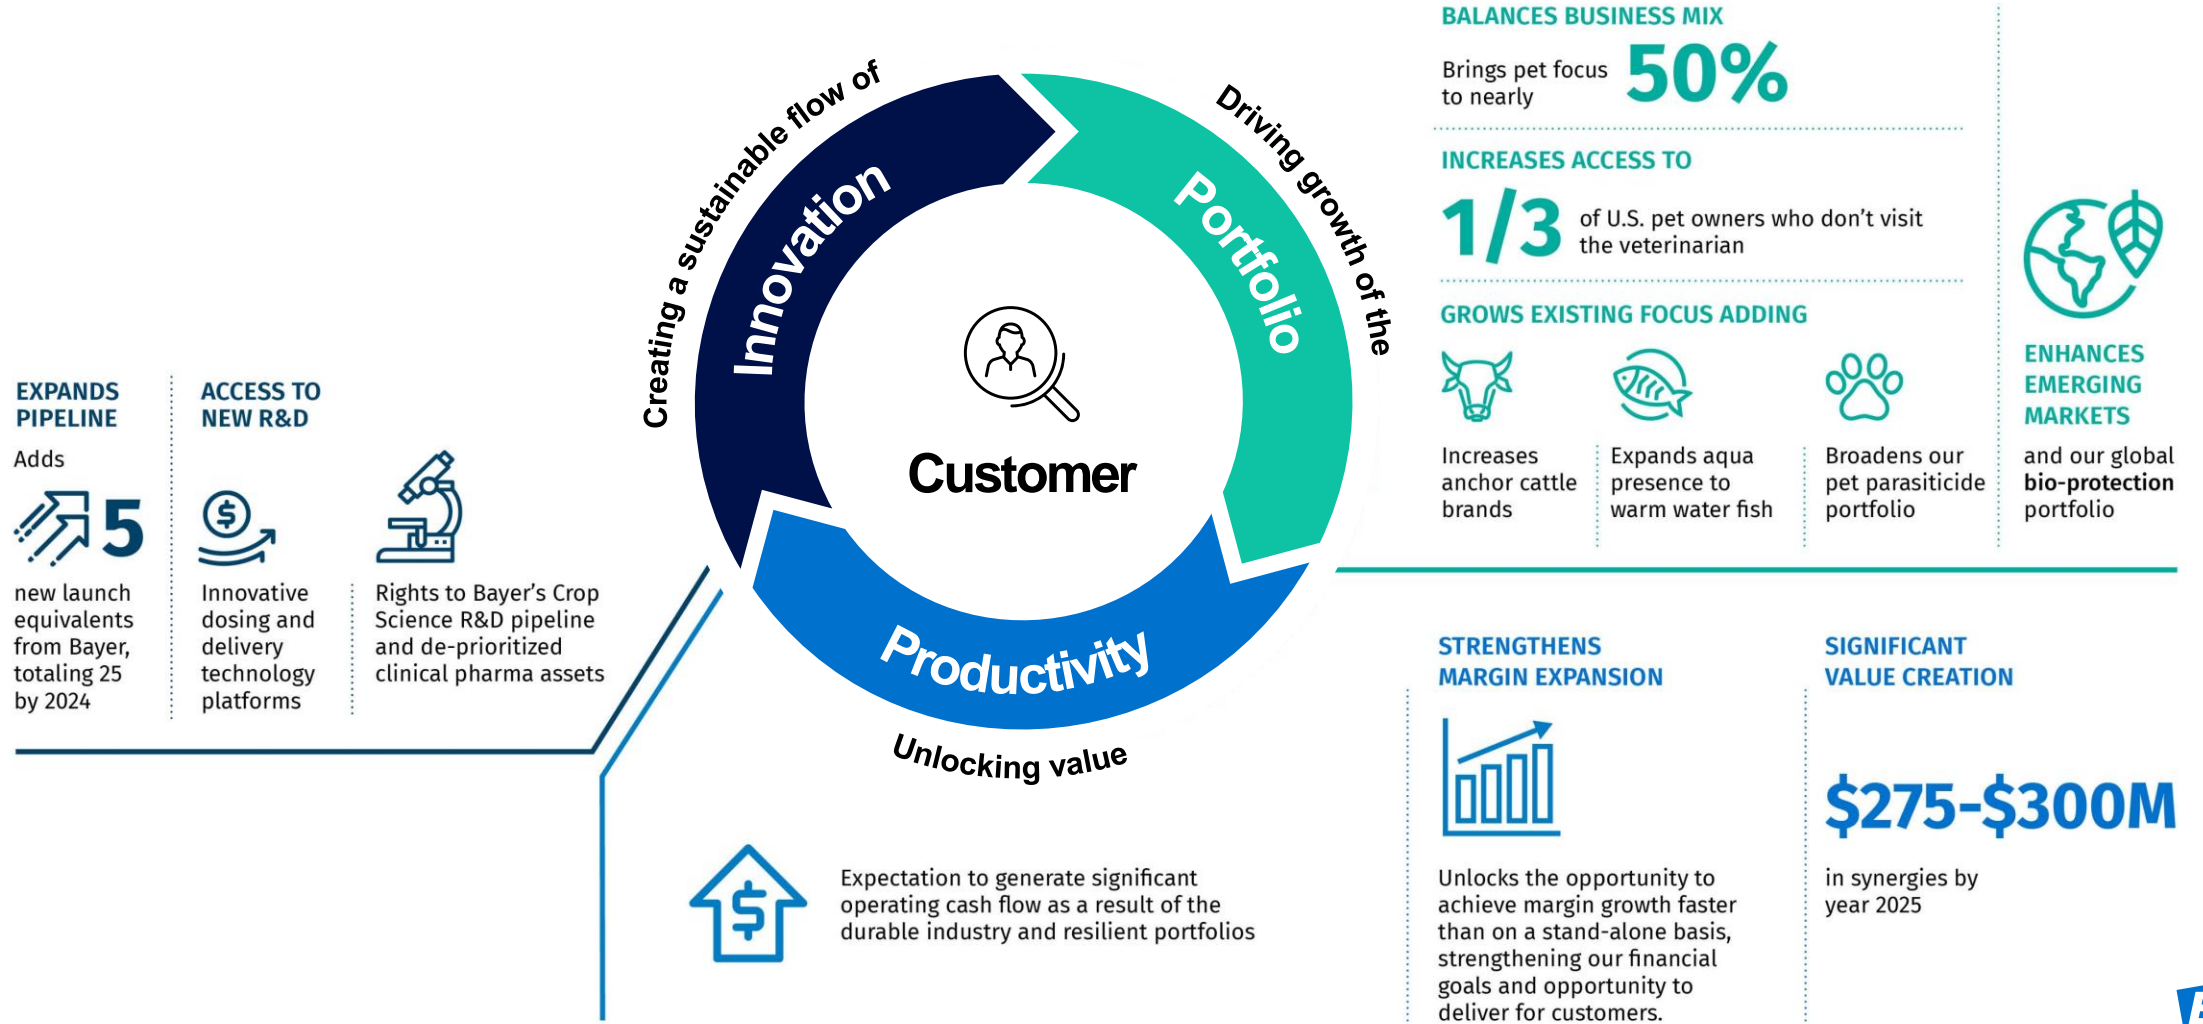 Creating a sustainable flow of
Innovation
Driving growth of the
Portfolio
Customer
Productivity
Unlocking value
EXPANDS
PIPELINE
Adds
5
new launch
equivalents
from Bayer,
totaling 25
by 2024
ACCESS TO
NEW R&D
Innovative
dosing and
delivery
technology
platforms
Rights to Bayer’s Crop
Science R&D pipeline
and de-prioritized
clinical pharma assets
BALANCES BUSINESS MIX
Brings pet focus
to nearly
50%
INCREASES ACCESS TO
1/3
of U.S. pet owners who don’t visit
the veterinarian
GROWS EXISTING FOCUS ADDING
Increases
anchor cattle
brands
Expands aqua
presence to
warm water fish
Broadens our
pet parasiticide
portfolio
ENHANCES
EMERGING
MARKETS
and our global
bio-protection
portfolio
Expectation to generate significant
operating cash flow as a result of the
durable industry and resilient portfolios
STRENGTHENS
MARGIN EXPANSION
Unlocks the opportunity to
achieve margin growth faster
than on a stand-alone basis,
strengthening our financial
goals and opportunity to
deliver for customers.
SIGNIFICANT
VALUE CREATION
$275-$300M
in synergies by
year 2025